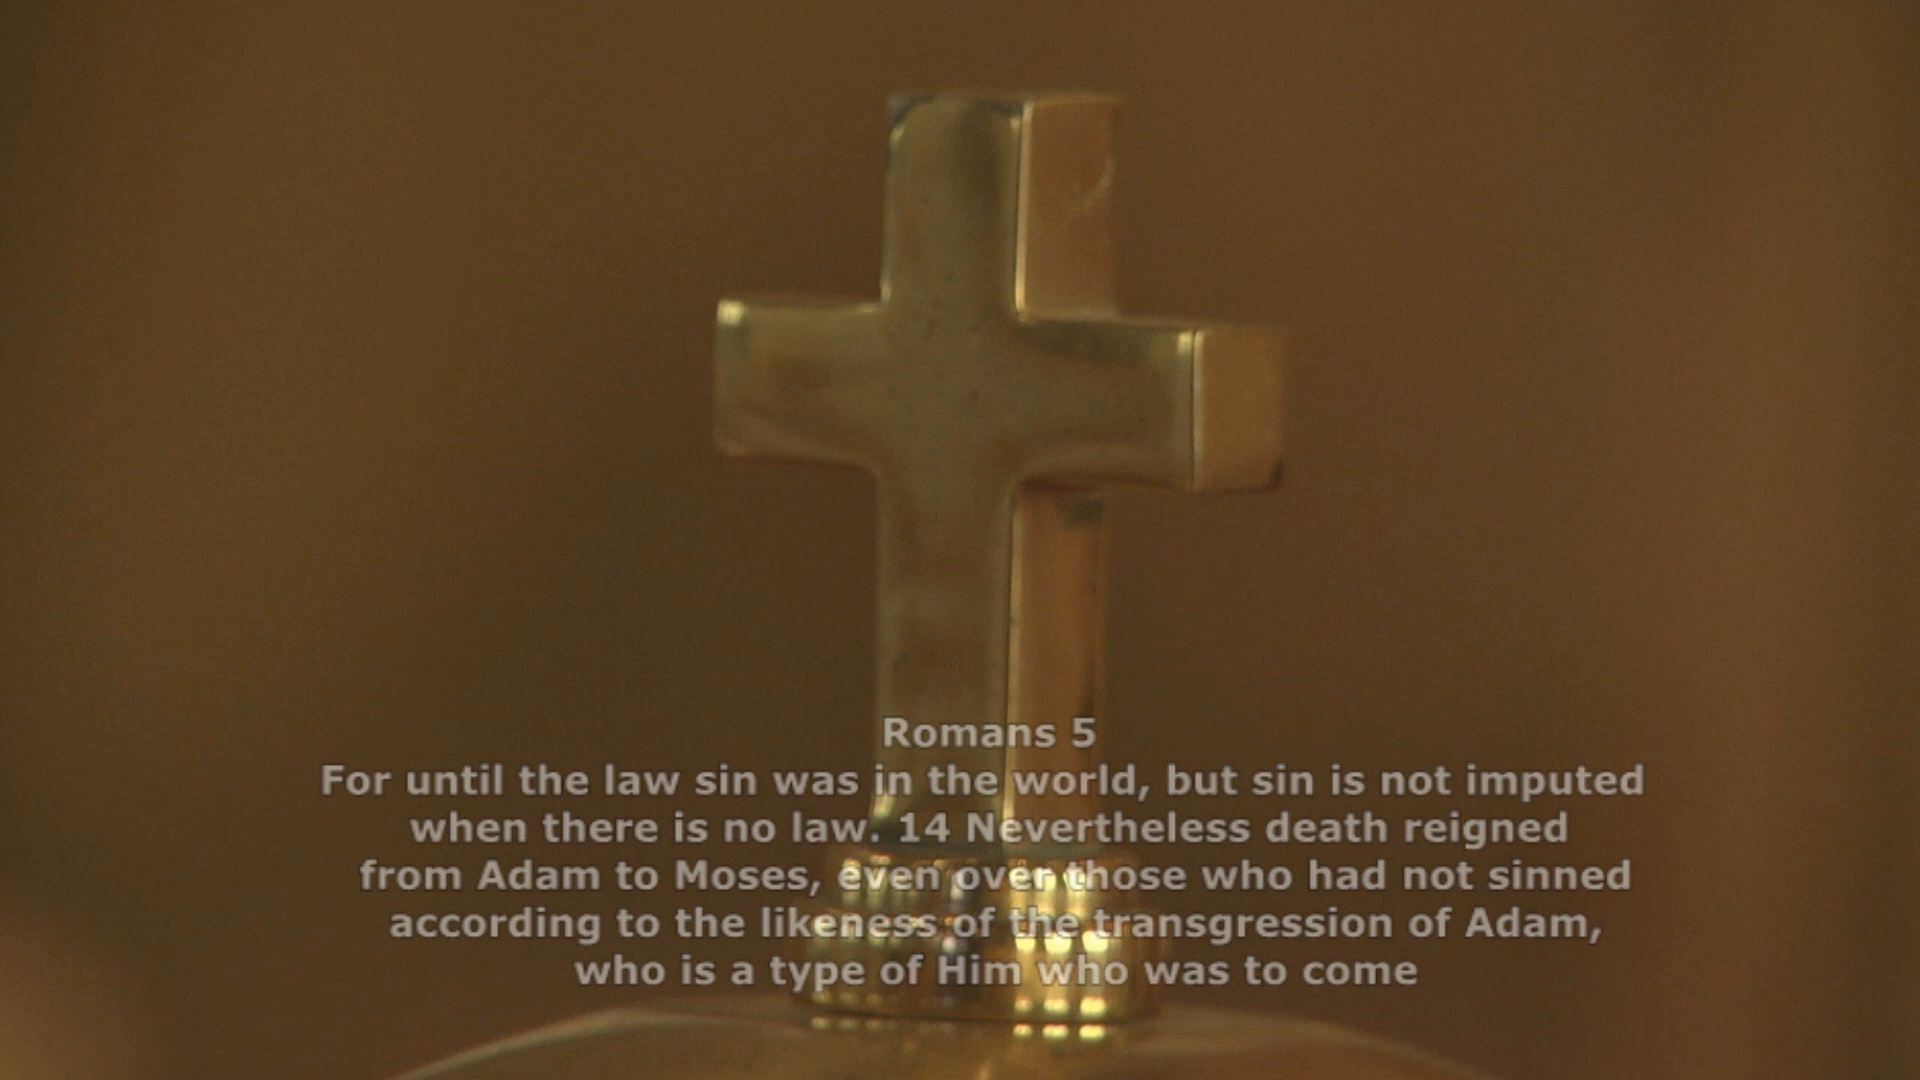 Romans 5
For until the law sin was in the world, but sin is not imputed
when there is no law. 14 Nevertheless death reigned
from Adam to Moses, even over those who had not sinned
according to the likeness of the transgression of Adam,
who is a type of Him who was to come